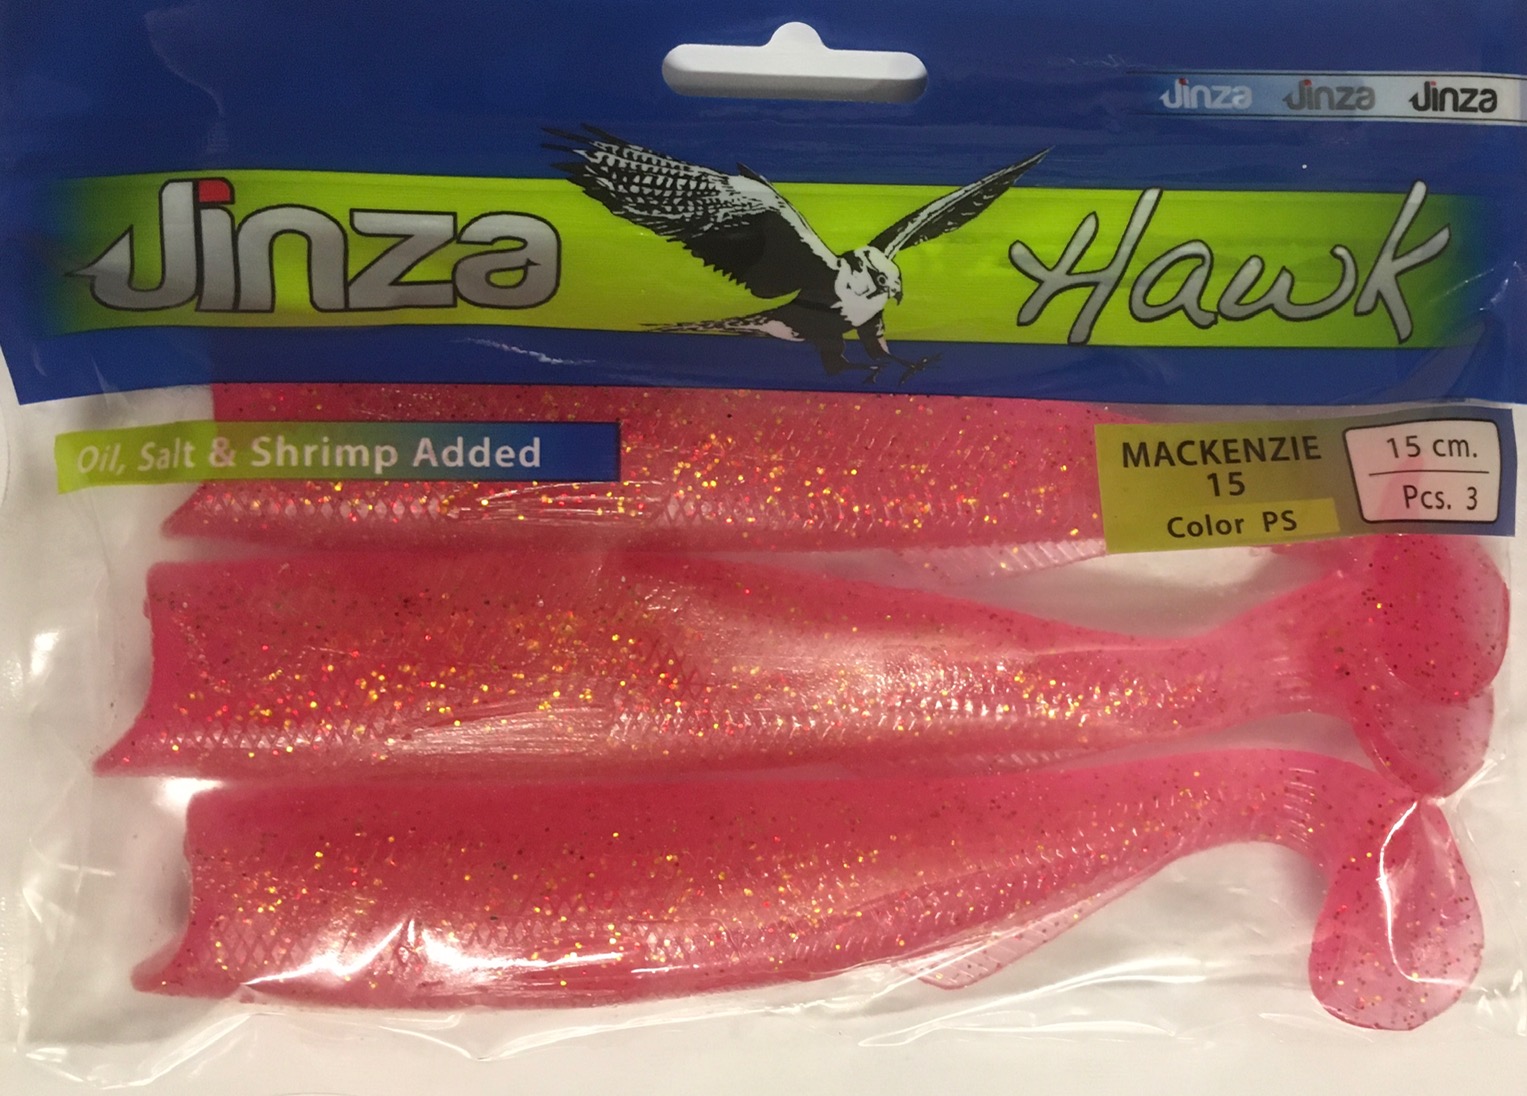 Jinza Jinza Jinza
Jinza Hawk
Oil, Salt & Shrimp Added
MACKENZIE
15
Color PS
15 cm.
Pcs. 3